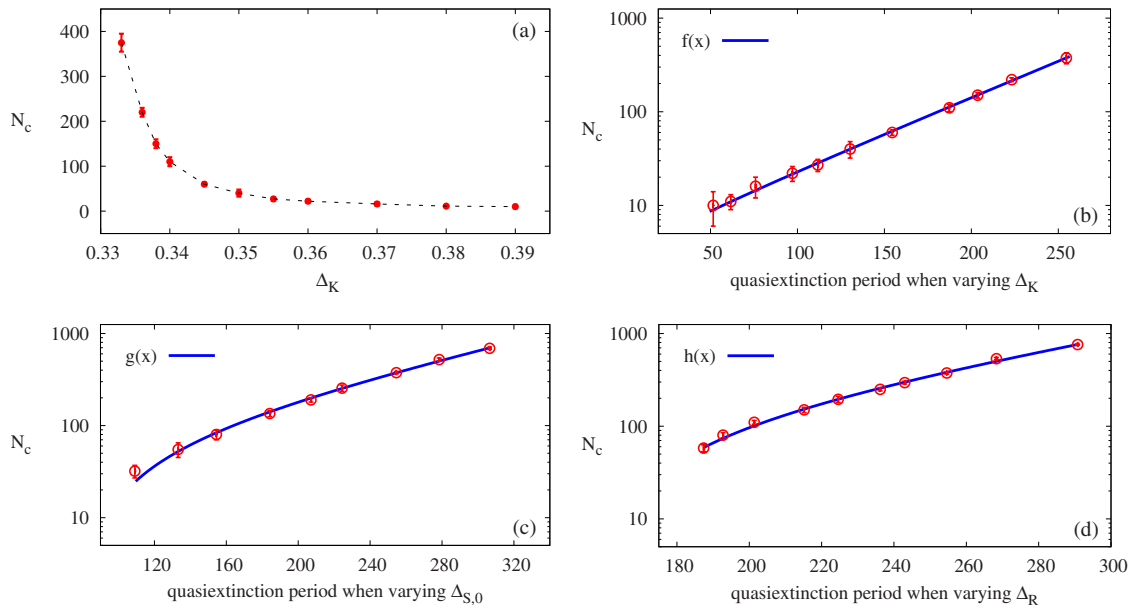 (a)
N_c
400
300
200
100
0
0.33 0.34 0.35 0.36 0.37 0.38 0.39
Δ_K
f(x)
N_c
1000
100
10
50 100 150 200 250
(b)
quasiextinction period when varying Δ_K
g(x)
N_c
1000
100
10
120 160 200 240 280 320
(c)
quasiextinction period when varying Δ_S,0
h(x)
N_c
1000
100
10
180 200 220 240 260 280 300
(d)
quasiextinction period when varying Δ_R